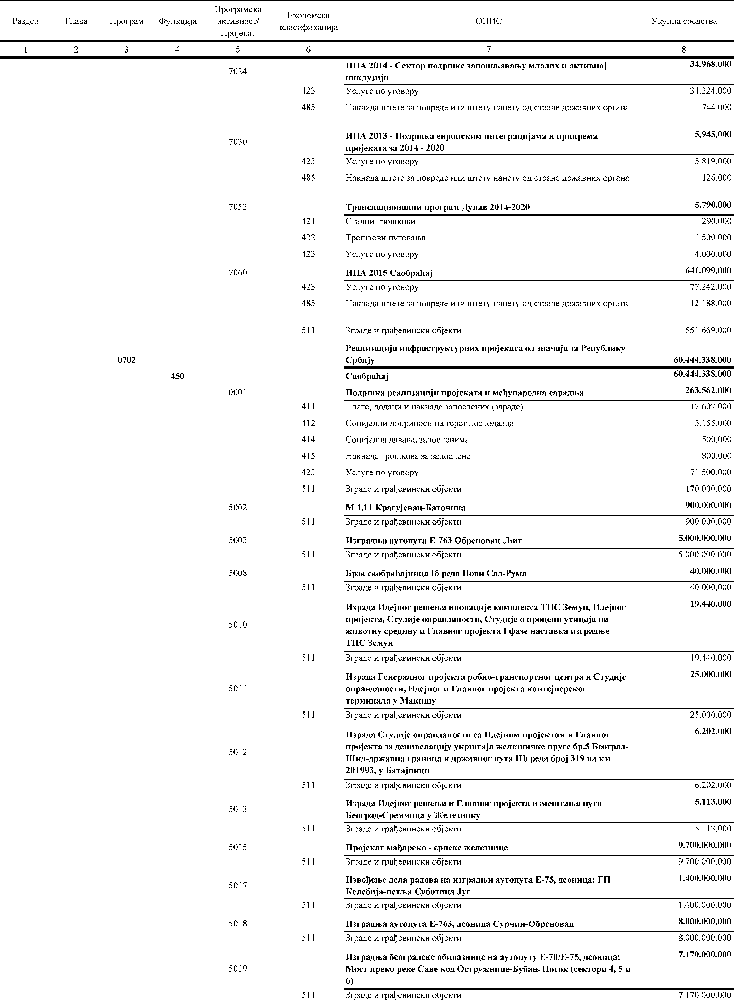 Раздео Глава Програм Функција Програмска активност/ Пројекат Економска класификација ОПИС Укупна средства
1 2 3 4 5 6 7 8
7024 ИПА 2014 - Сектор подршке запошљавању младих и активној 34.968.000
инклузији
423 Услуге по уговору 34.224.000
485 Накнада штете за повреде или штету нанету од стране државних органа 744.000
7030 ИПА 2013 - Подршка европским интеграцијама и припрема 5.945.000
пројеката за 2014 - 2020
423 Услуге по уговору 5.819.000
485 Накнада штете за повреде или штету нанету од стране државних органа 126.000
7052 Транснационални програм Дунав 2014-2020 5.790.000
421 Стални трошкови 290.000
422 Трошкови путовања 1.500.000
423 Услуге по уговору 4.000.000
7060 ИПА 2015 Саобраћај 641.099.000
423 Услуге по уговору 77.242.000
485 Накнада штете за повреде или штету нанету од стране државних органа 12.188.000
511 Зграде и грађевински објекти 551.669.000
Реализација инфраструктурних пројеката од значаја за Републику
0702 Србију 60.444.338.000
450 Саобраћај 60.444.338.000
0001 Подршка реализацији пројеката и међународна сарадња 263.562.000
411 Плате, додаци и накнаде запослених (зараде) 17.607.000
412 Социјални доприноси на терет послодавца 3.155.000
414 Социјална давања запосленима 500.000
415 Накнаде трошкова за запослене 800.000
423 Услуге по уговору 71.500.000
511 Зграде и грађевински објекти 170.000.000
5002 М 1.11 Крагујевац-Баточина 900.000.000
511 Зграде и грађевински објекти 900.000.000
5003 Изградња аутопута Е-763 Обреновац-Љиг 5.000.000.000
511 Зграде и грађевински објекти 5.000.000.000
5008 Брза саобраћајница Iб реда Нови Сад-Рума 40.000.000
511 Зграде и грађевински објекти 40.000.000
5010 Израда Идејног решења иновације комплекса ТПС Земун, Идејног 19.440.000
пројекта, Студије оправданости, Студије о процени утицаја на
животну средину и Главног пројекта I фазе наставка изградње
ТПС Земун
511 Зграде и грађевински објекти 19.440.000
5011 Израда Генералног пројекта робно-транспортног центра и Студије 25.000.000
оправданости, Идејног и Главног пројекта контејнерског
терминала у Макишу
511 Зграде и грађевински објекти 25.000.000
5012 Израда Студије оправданости са Идејним пројектом и Главног 6.202.000
пројекта за денивелацију укрштаја железничке пруге бр.5 Београд-
Шид-државна граница и државног пута IIb реда број 319 на км
20+993, у Батајници
511 Зграде и грађевински објекти 6.202.000
5013 Израда Идејног решења и Главног пројекта измештања пута 5.113.000
Београд-Сремчица у Железнику
511 Зграде и грађевински објекти 5.113.000
5015 Пројекат мађарско - српске железнице 9.700.000.000
511 Зграде и грађевински објекти 9.700.000.000
5017 Извођење дела радова на изградњи аутопута Е-75, деоница: ГП 1.400.000.000
Келебија-петља Суботица Југ
511 Зграде и грађевински објекти 1.400.000.000
5018 Изградња аутопута Е-763, деоница Сурчин-Обреновац 8.000.000.000
511 Зграде и грађевински објекти 8.000.000.000
5019 Изградња београдске обилазнице на аутопуту Е-70/Е-75, деоница: 7.170.000.000
Мост преко реке Саве код Остружнице-Бубањ Поток (сектори 4, 5 и
6)
511 Зграде и грађевински објекти 7.170.000.000